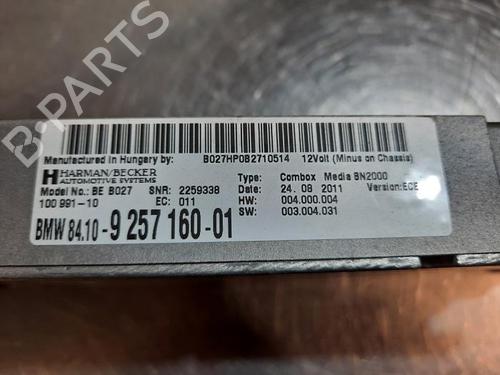 B-PARTS
Manufactured in Hungary by: B027HP0B2710514 12Volt (Minus on Chassis)
HARMAN/BECKER
AUTOMOTIVE SYSTEMS
Type: Combox Media BN2000
Model No.: BE B027 SNR: 2259338 Date: 24. 08 2011 Version:ECE
100 991-10 EC: 011 HW: 004.000.004
SW: 003.004.031
BMW 84.10-9 257 160-01